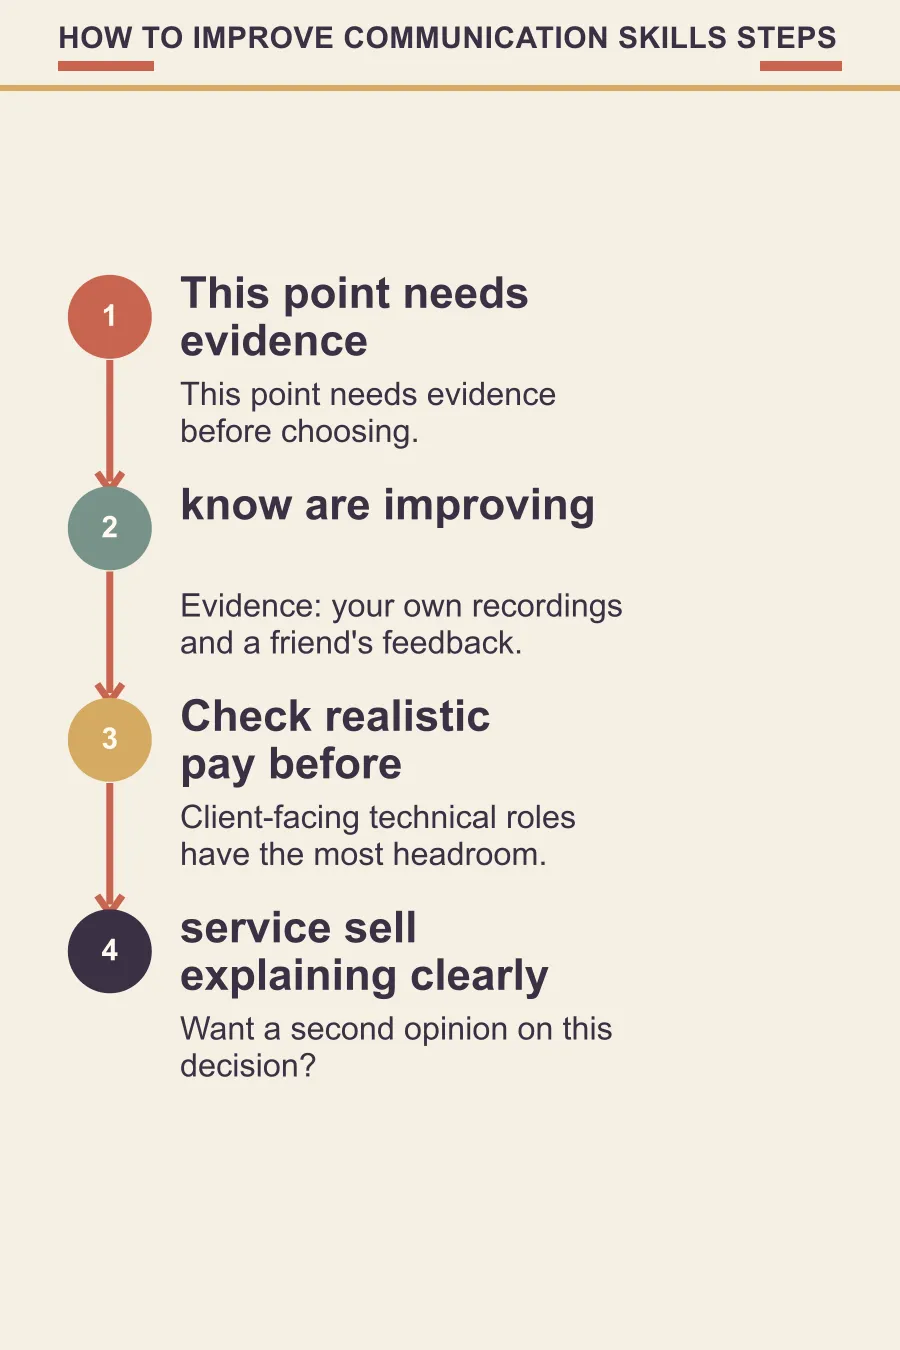 HOW TO IMPROVE COMMUNICATION SKILLS STEPS
1
This point needs
evidence
This point needs evidence
before choosing.
2
know are improving
Evidence: your own recordings
and a friend's feedback.
3
Check realistic
pay before
Client-facing technical roles
have the most headroom.
4
service sell
explaining clearly
Want a second opinion on this
decision?